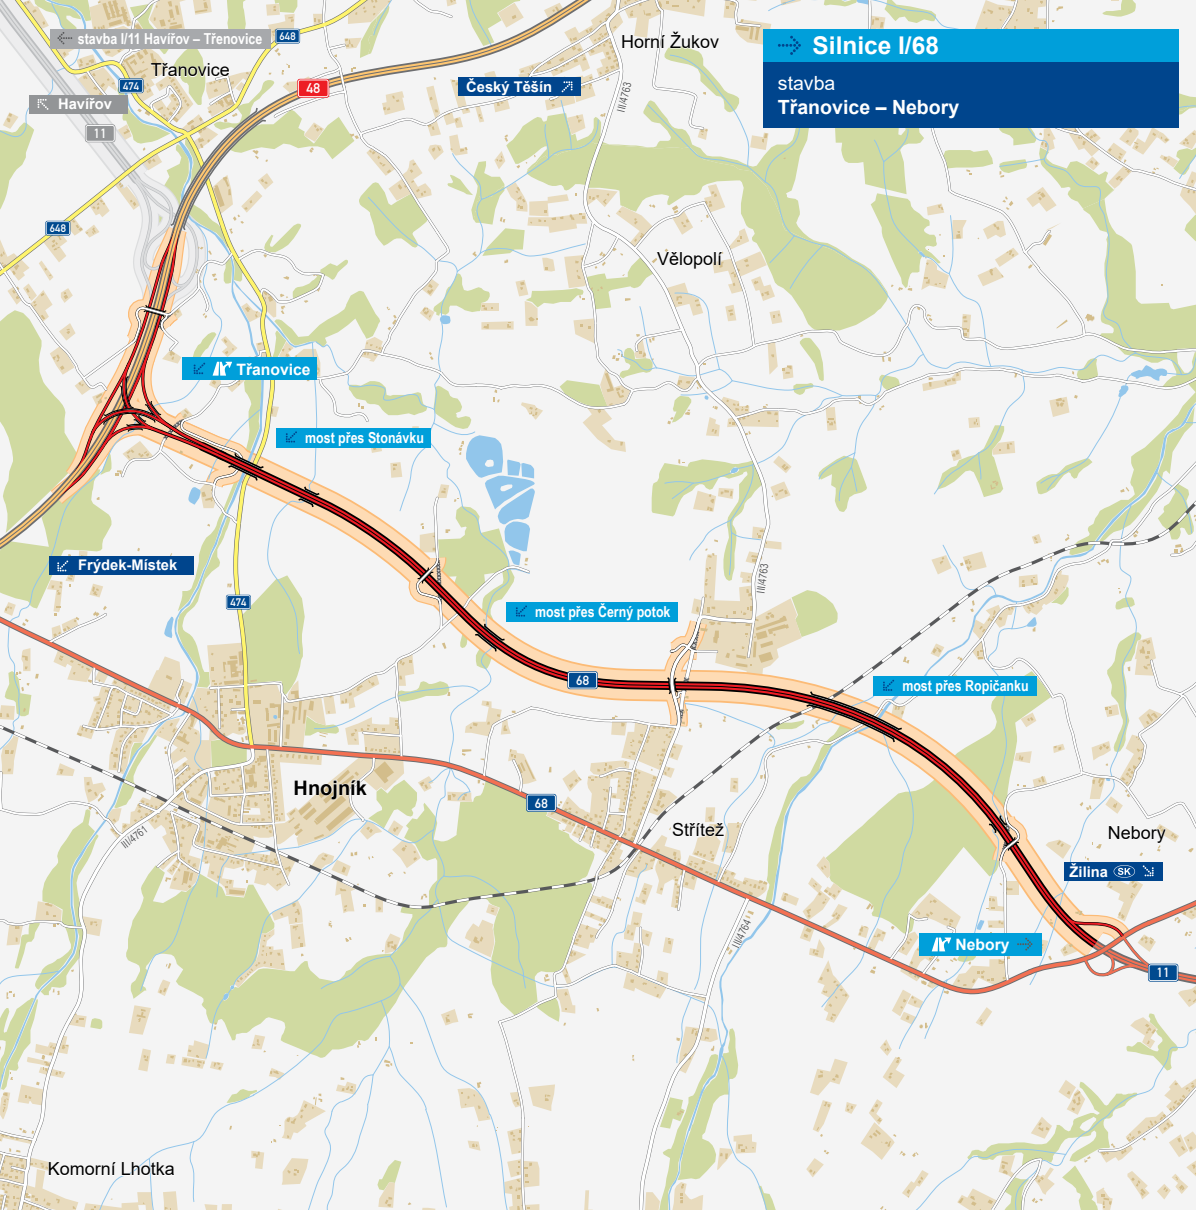 stavba I/11 Havířov – Třenovice
648
Horní Žukov
Silnice I/68
Třanovice
474
48
Český Těšín
stavba
Třanovice – Nebory
III/4763
Havířov
11
648
Vělopolí
Třanovice
most přes Stonávku
Frýdek-Místek
474
III/4763
most přes Černý potok
68
most přes Ropičanku
Hnojník
68
III/4761
Střítež
Nebory
Žilina SK
III/4764
Nebory
11
Komorní Lhotka